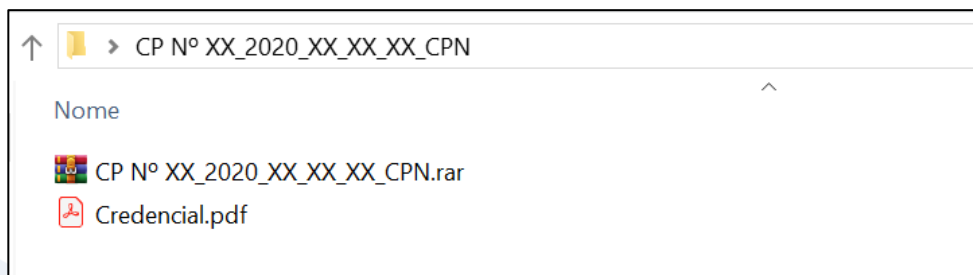 CP Nº XX_2020_XX_XX_XX_CPN
Nome
CP Nº XX_2020_XX_XX_XX_CPN.rar
Credencial.pdf